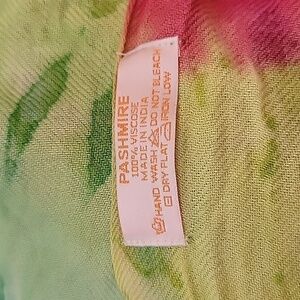 PASHMIRE
100% VISCOSE
MADE IN INDIA
HAND WASH DO NOT BLEACH
DRY FLAT IRON LOW